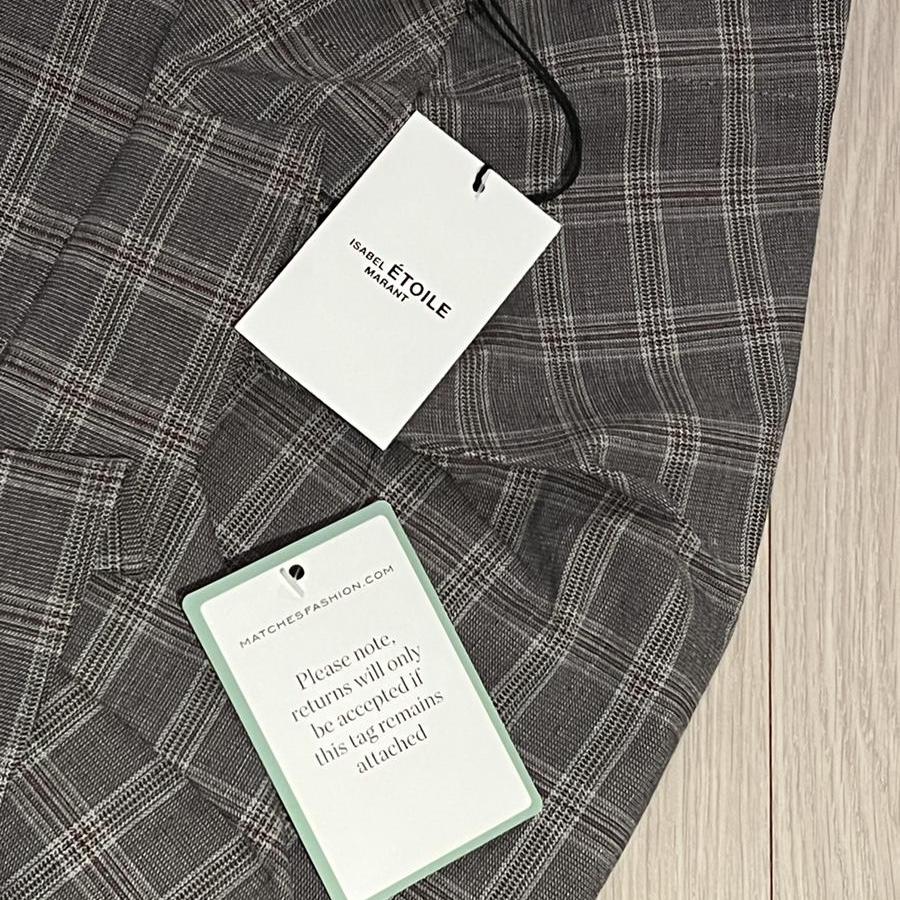 ISABEL ÉTOILE
MARANT
MATCHESFASHION.COM
Please note,
returns will only
be accepted if
this tag remains
attached